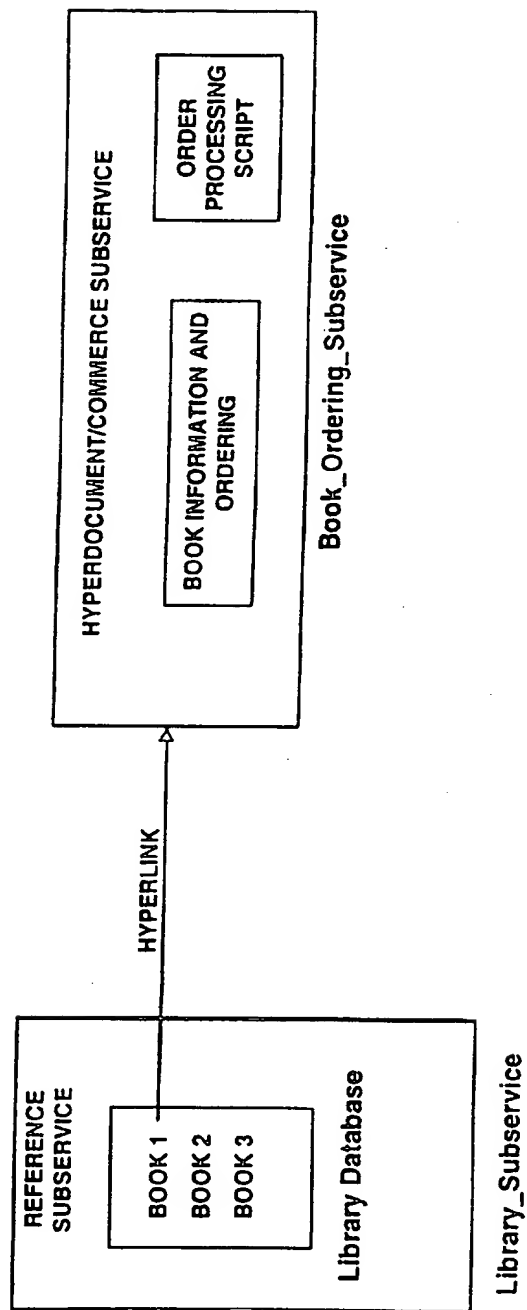 REFERENCE
SUBSERVICE
BOOK 1
BOOK 2
BOOK 3
Library Database
Library_Subservice
HYPERLINK
HYPERDOCUMENT/COMMERCE SUBSERVICE
BOOK INFORMATION AND
ORDERING
ORDER
PROCESSING
SCRIPT
Book_Ordering_Subservice